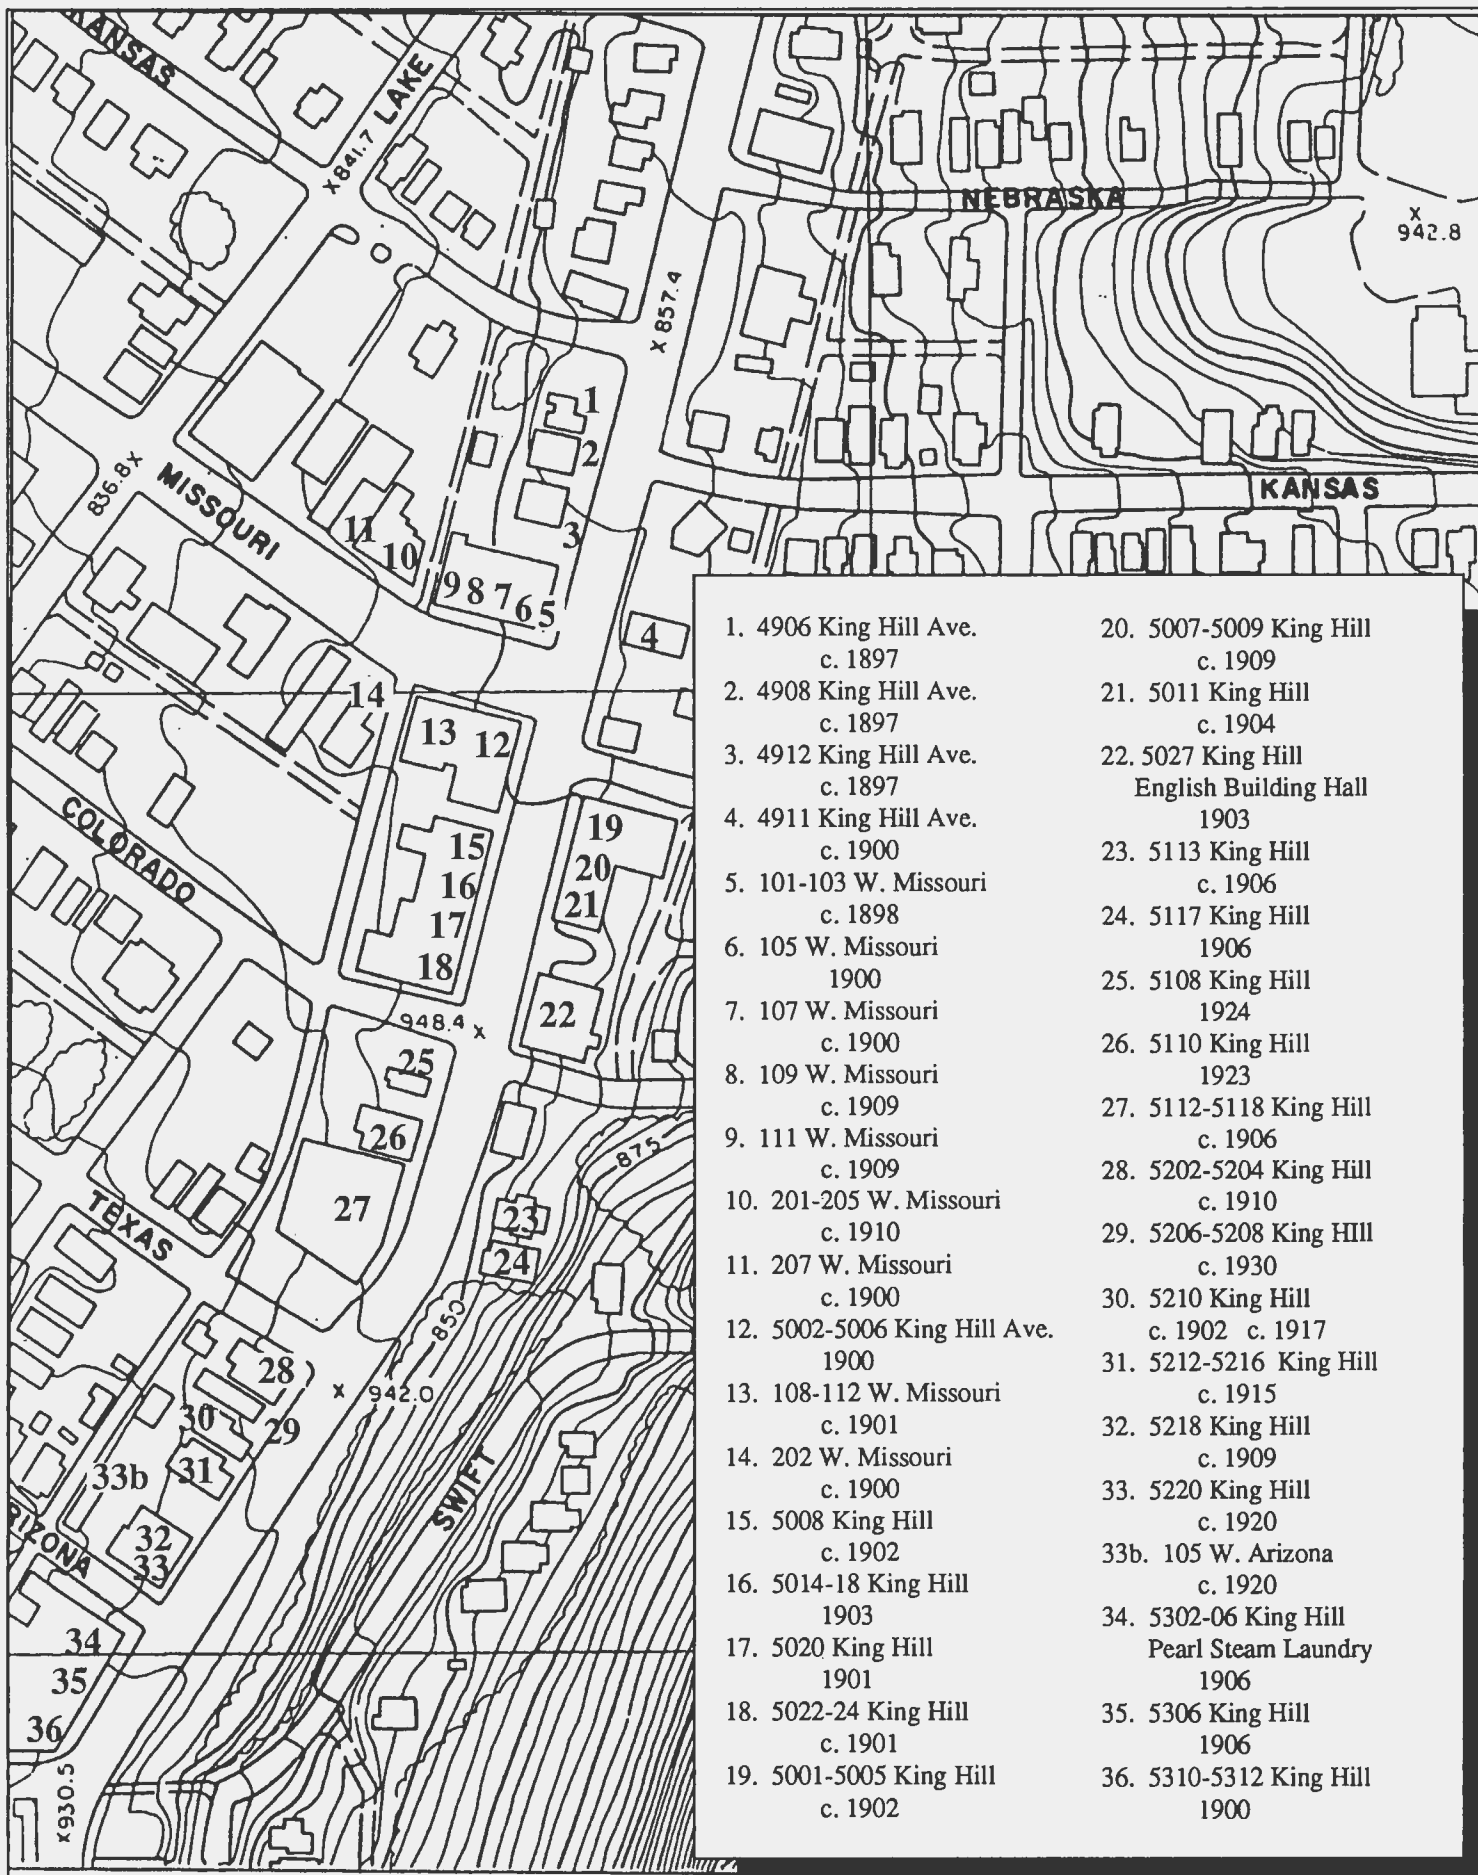 KANSAS
LAKE
X 841.7
NEBRASKA
X
942.8
X 857.4
1
2
3
KANSAS
836.8 X
MISSOURI
11
10
9 8 7 6 5
4
14
13
12
COLORADO
15
16
17
18
19
20
21
22
948.4 X
25
26
27
875
23
24
TEXAS
850
28
X 942.0
30
29
31
33b
32
33
SWIFT
RIZONA
34
35
36
X930.5
1. 4906 King Hill Ave.
c. 1897
2. 4908 King Hill Ave.
c. 1897
3. 4912 King Hill Ave.
c. 1897
4. 4911 King Hill Ave.
c. 1900
5. 101-103 W. Missouri
c. 1898
6. 105 W. Missouri
1900
7. 107 W. Missouri
c. 1900
8. 109 W. Missouri
c. 1909
9. 111 W. Missouri
c. 1909
10. 201-205 W. Missouri
c. 1910
11. 207 W. Missouri
c. 1900
12. 5002-5006 King Hill Ave.
1900
13. 108-112 W. Missouri
c. 1901
14. 202 W. Missouri
c. 1900
15. 5008 King Hill
c. 1902
16. 5014-18 King Hill
1903
17. 5020 King Hill
1901
18. 5022-24 King Hill
c. 1901
19. 5001-5005 King Hill
c. 1902
20. 5007-5009 King Hill
c. 1909
21. 5011 King Hill
c. 1904
22. 5027 King Hill
English Building Hall
1903
23. 5113 King Hill
c. 1906
24. 5117 King Hill
1906
25. 5108 King Hill
1924
26. 5110 King Hill
1923
27. 5112-5118 King Hill
c. 1906
28. 5202-5204 King Hill
c. 1910
29. 5206-5208 King HIll
c. 1930
30. 5210 King Hill
c. 1902 c. 1917
31. 5212-5216 King Hill
c. 1915
32. 5218 King Hill
c. 1909
33. 5220 King Hill
c. 1920
33b. 105 W. Arizona
c. 1920
34. 5302-06 King Hill
Pearl Steam Laundry
1906
35. 5306 King Hill
1906
36. 5310-5312 King Hill
1900